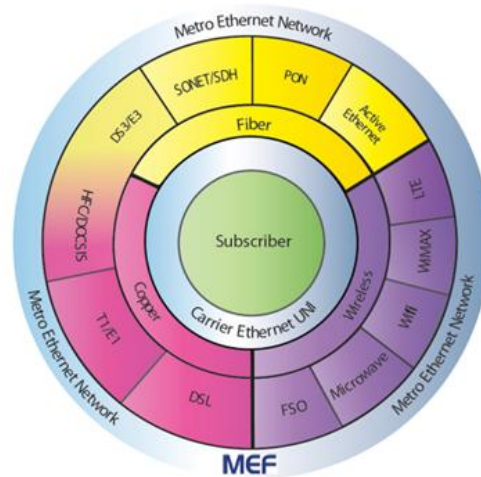 Metro Ethernet Network
SONET/SDH
PON
Active
Ethernet
DS3/E3
Fiber
LTE
HFC/DOCSIS
Subscriber
WiMAX
Copper
Carrier Ethernet UNI
Wireless
Wifi
T1/E1
Microwave
DSL
FSO
Metro Ethernet Network
Metro Ethernet Network
MEF